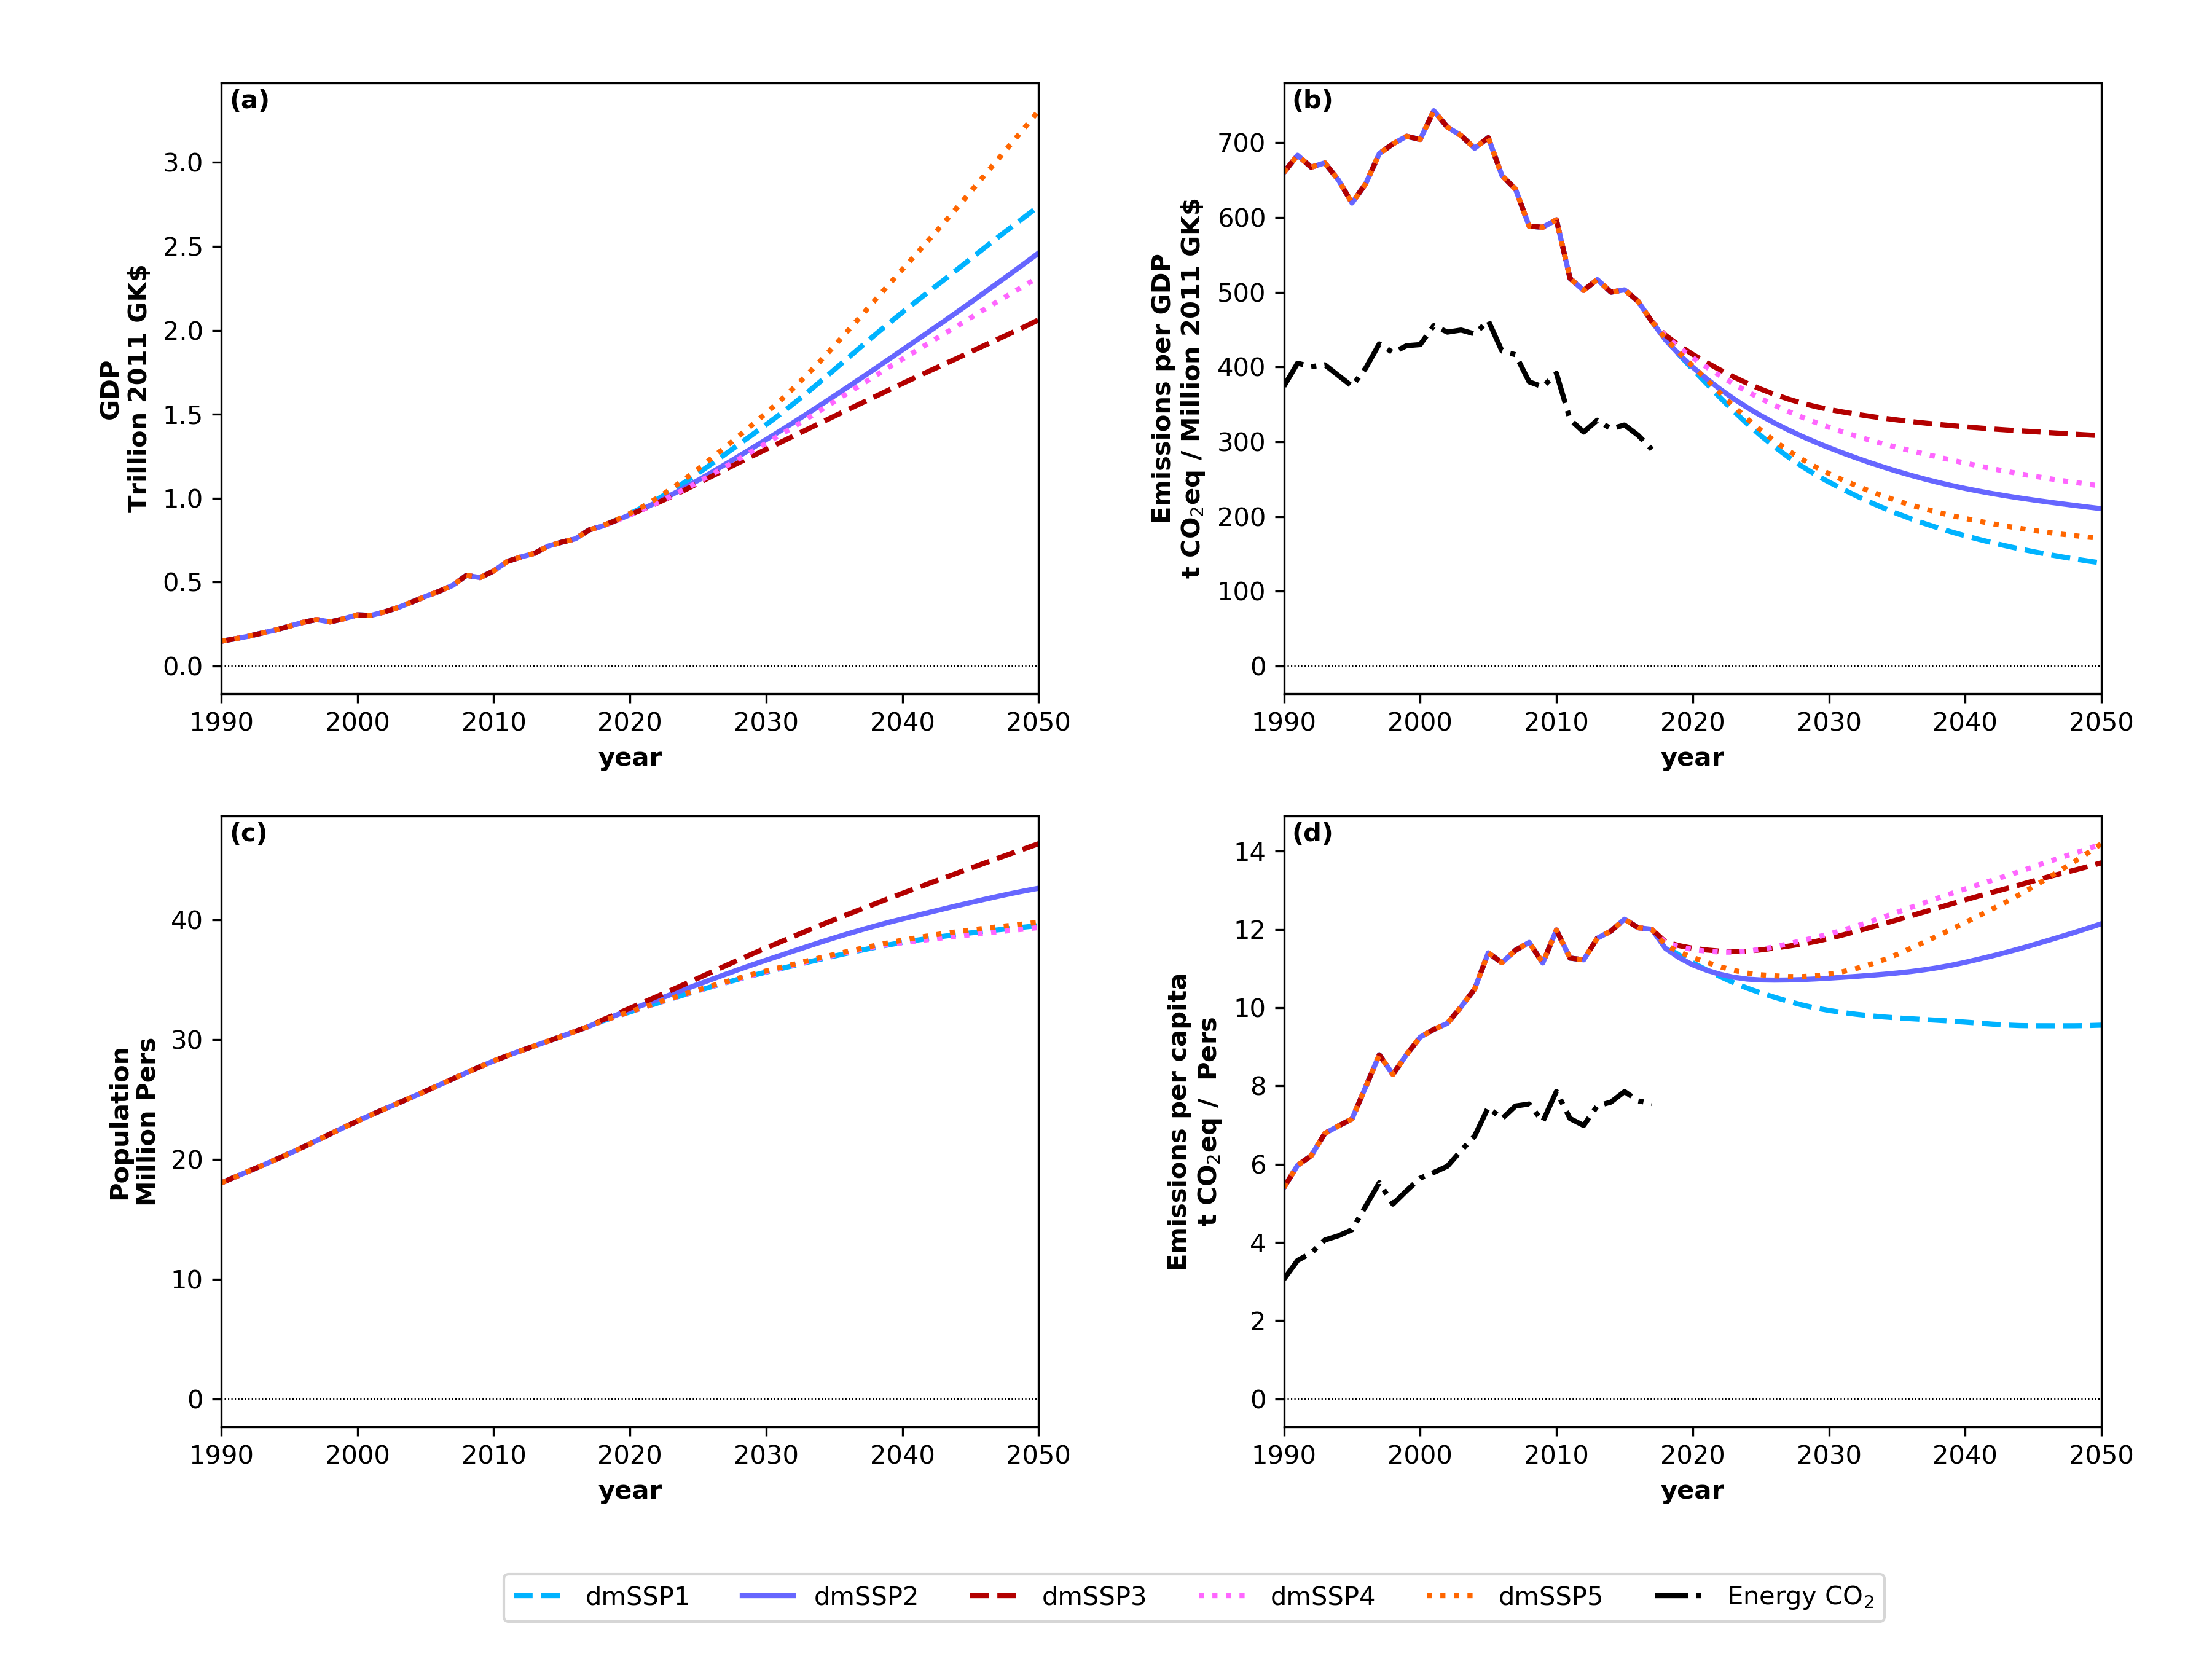 (a)
3.0
2.5
2.0
1.5
1.0
0.5
0.0
GDP
Trillion 2011 GK$
1990 2000 2010 2020 2030 2040 2050
year
(b)
700
600
500
400
300
200
100
0
Emissions per GDP
t CO₂eq / Million 2011 GK$
1990 2000 2010 2020 2030 2040 2050
year
(c)
40
30
20
10
0
Population
Million Pers
1990 2000 2010 2020 2030 2040 2050
year
(d)
14
12
10
8
6
4
2
0
Emissions per capita
t CO₂eq / Pers
1990 2000 2010 2020 2030 2040 2050
year
dmSSP1 dmSSP2 dmSSP3 dmSSP4 dmSSP5 Energy CO₂